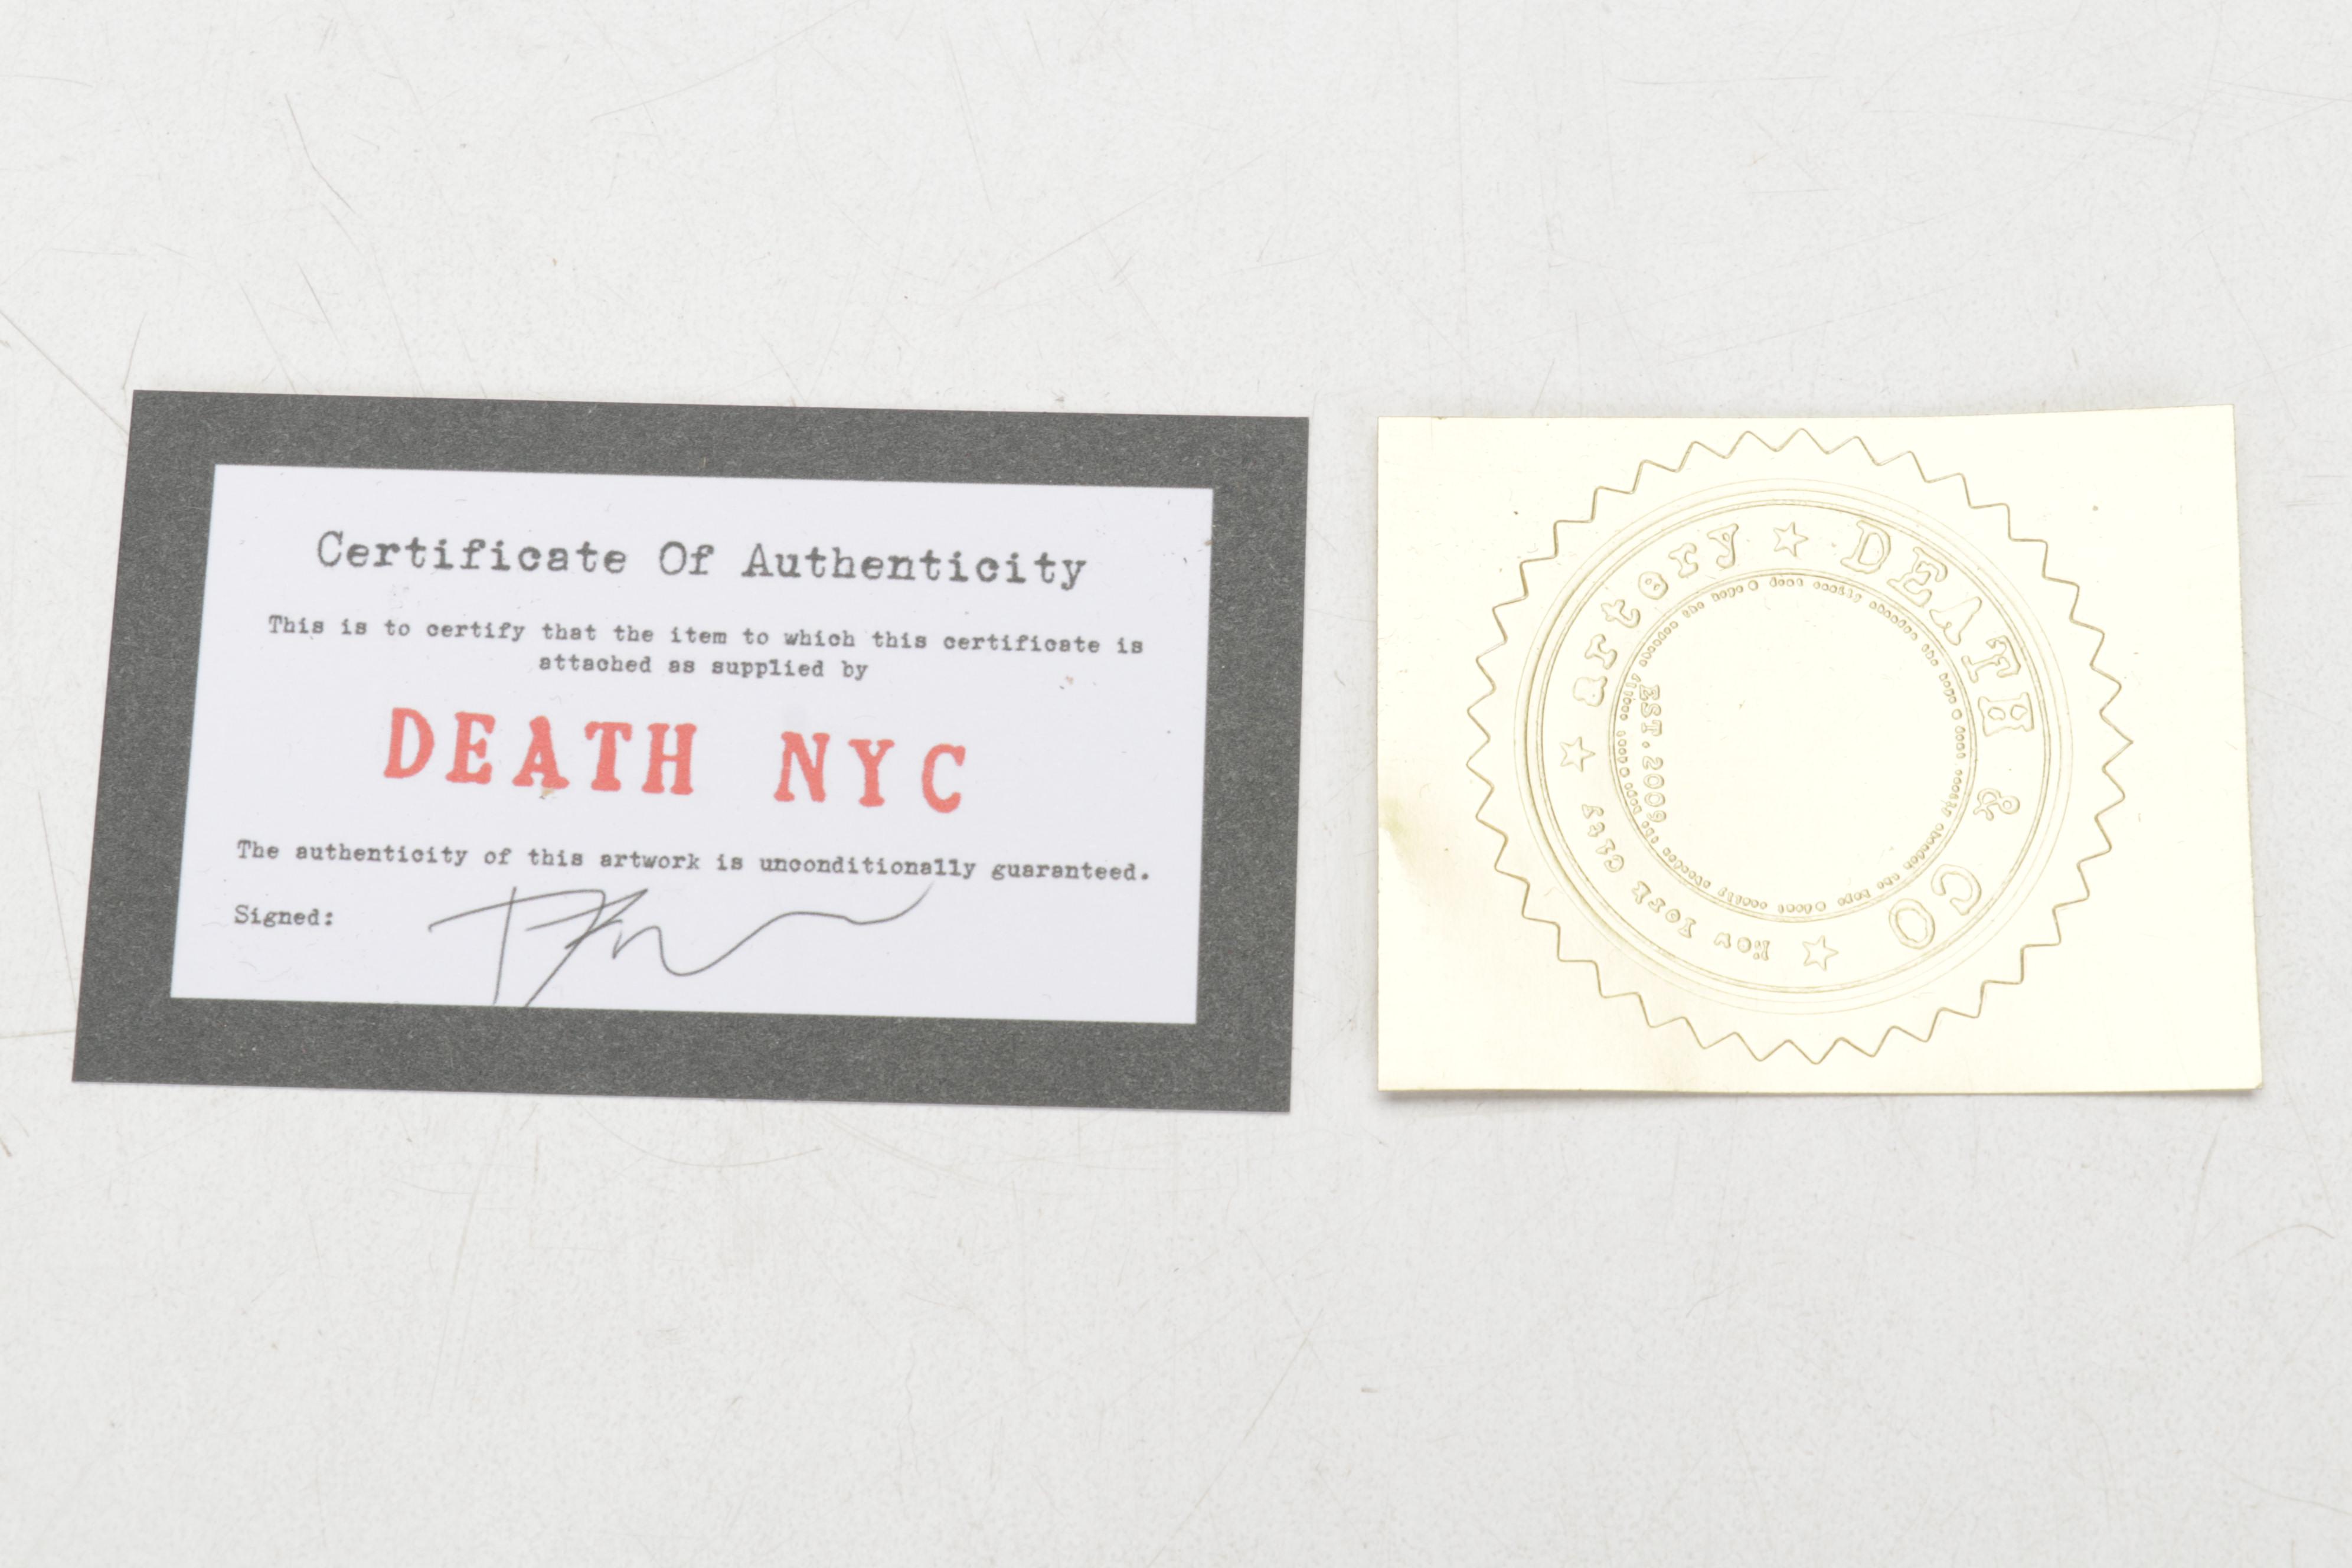 Certificate Of Authenticity
This is to certify that the item to which this certificate is
attached as supplied by
DEATH NYC
The authenticity of this artwork is unconditionally guaranteed.
Signed:
artery ☆ DEATH & CO ☆ New York City ☆
EST.2009